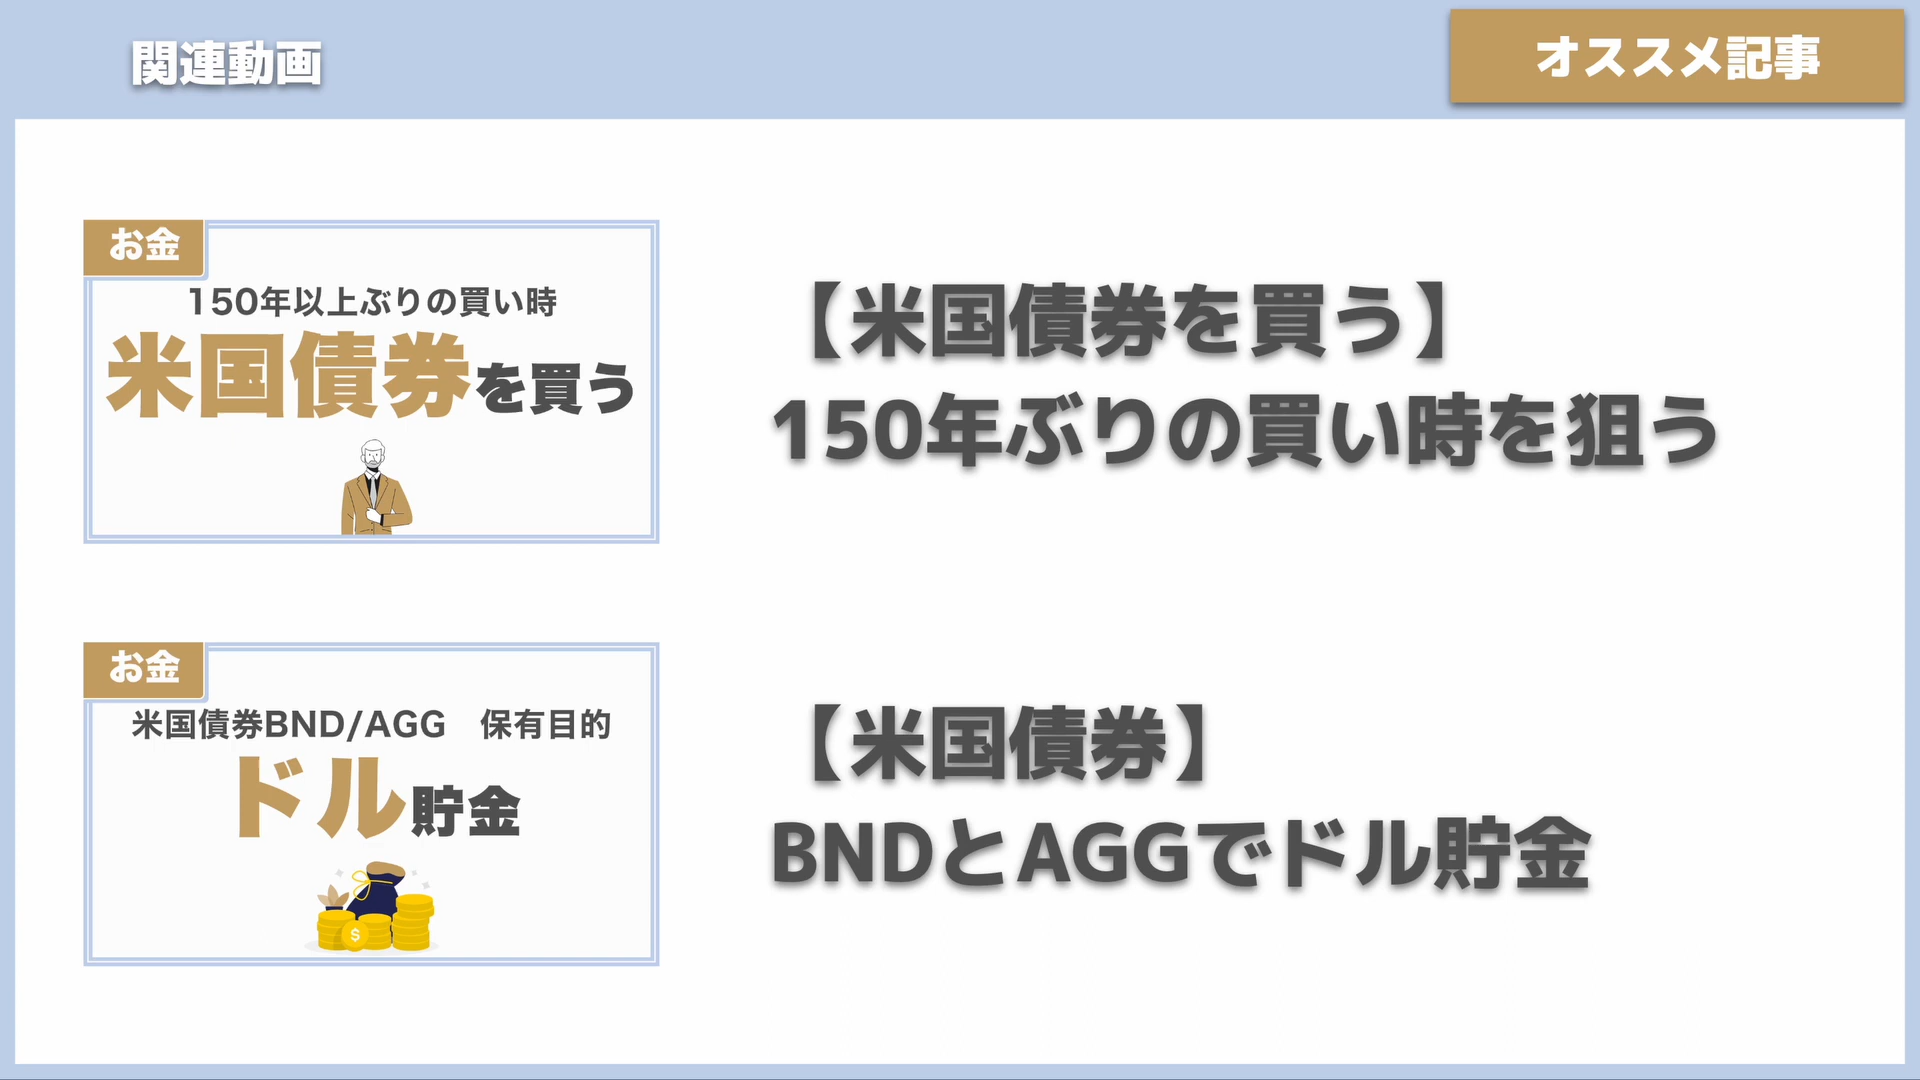 関連動画
オススメ記事
お金
150年以上ぶりの買い時
米国債券を買う
【米国債券を買う】
150年ぶりの買い時を狙う
お金
米国債券BND/AGG　保有目的
ドル貯金
$
【米国債券】
BNDとAGGでドル貯金